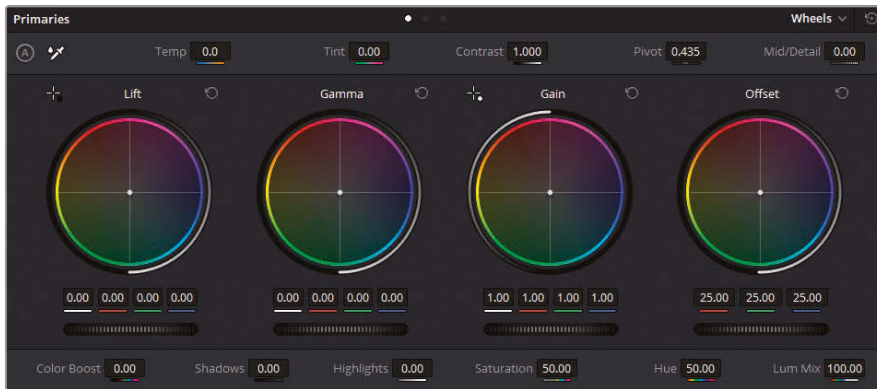 Primaries Wheels
A Temp 0.0 Tint 0.00 Contrast 1.000 Pivot 0.435 Mid/Detail 0.00
Lift Gamma Gain Offset
0.00 0.00 0.00 0.00 0.00 0.00 0.00 0.00 1.00 1.00 1.00 1.00 25.00 25.00 25.00
Color Boost 0.00 Shadows 0.00 Highlights 0.00 Saturation 50.00 Hue 50.00 Lum Mix 100.00